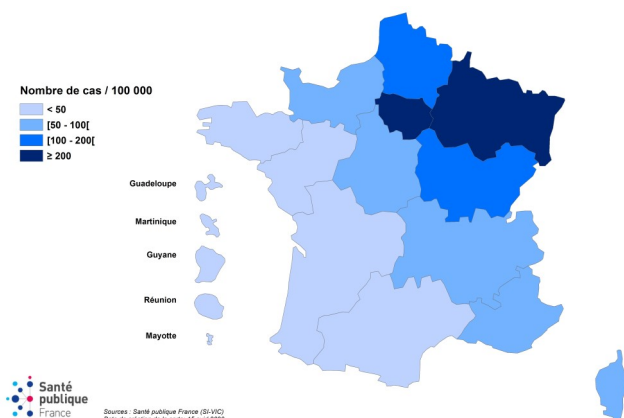 Nombre de cas / 100 000
< 50
[50 - 100[
[100 - 200[
≥ 200
Guadeloupe
Martinique
Guyane
Réunion
Mayotte
Santé
publique
France
Sources : Santé publique France (SI-VIC)